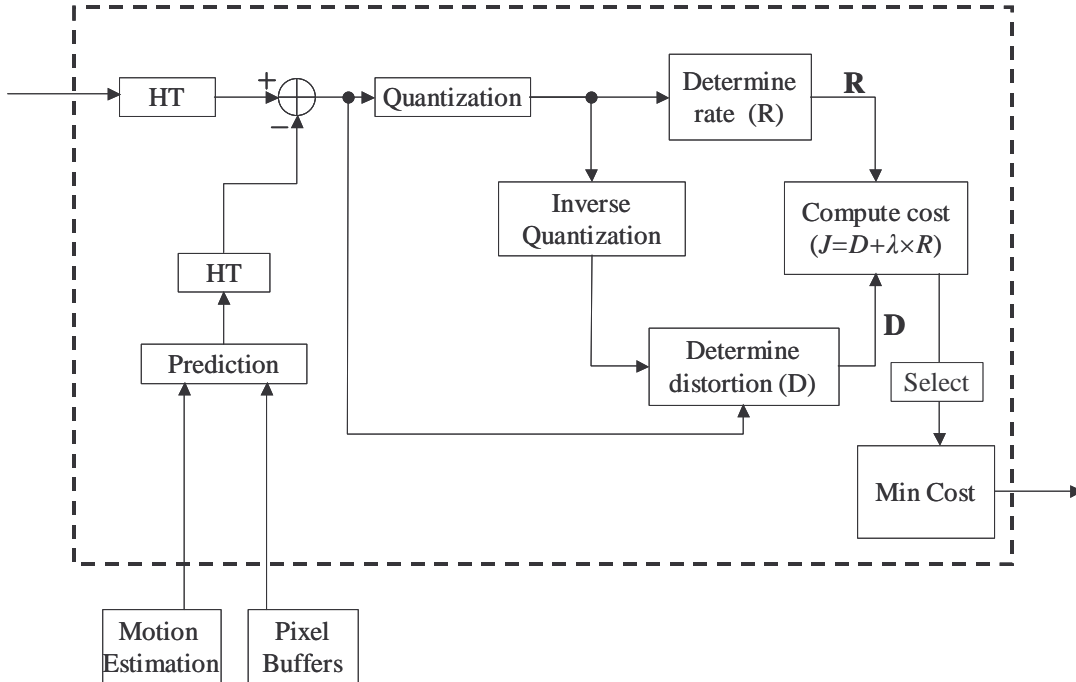 HT
+
−
Quantization
Determine
rate (R)
R
Inverse
Quantization
Compute cost
(J=D+λ×R)
HT
D
Prediction
Determine
distortion (D)
Select
Min Cost
Motion
Estimation
Pixel
Buffers